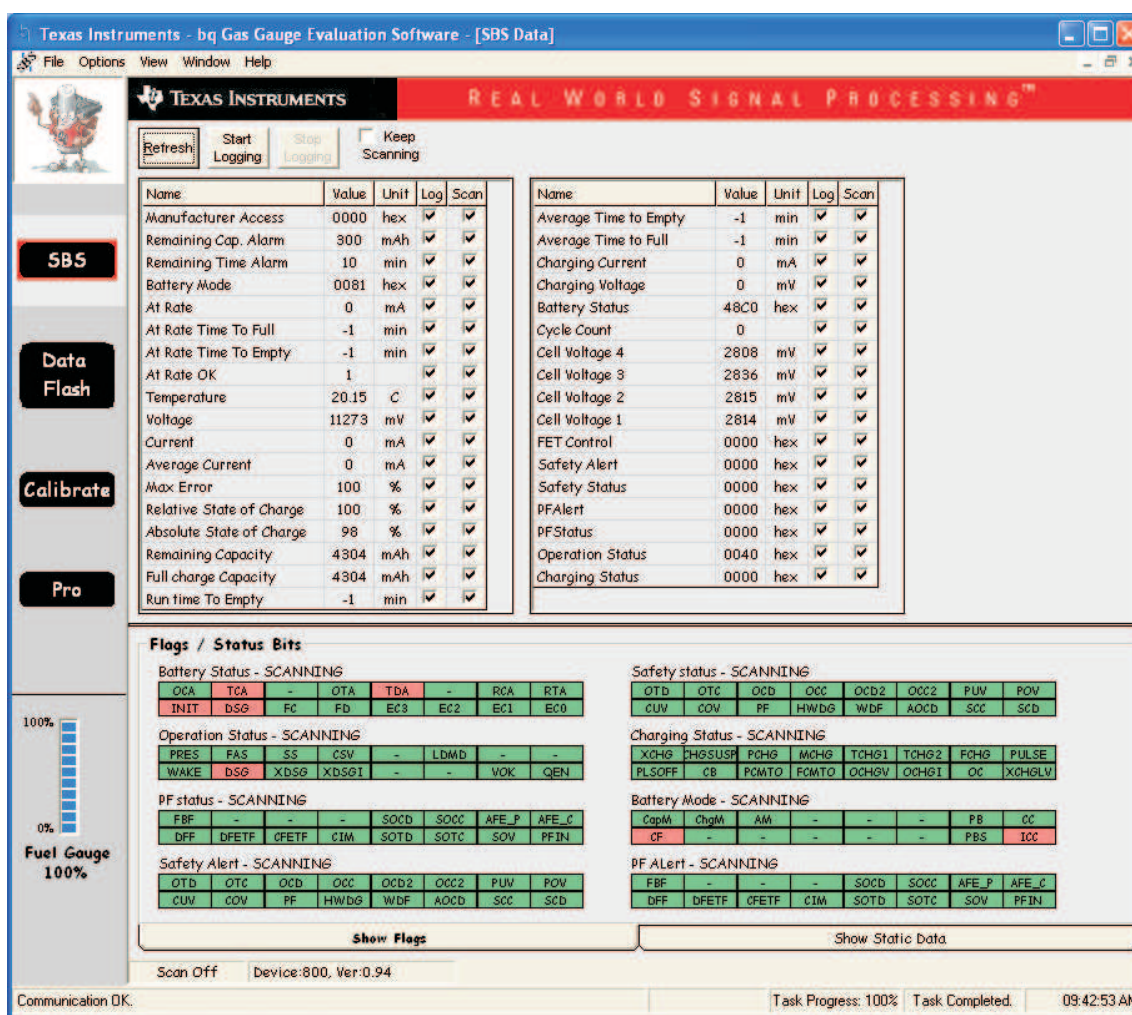 Texas Instruments - bq Gas Gauge Evaluation Software - [SBS Data]
File Options View Window Help
TEXAS INSTRUMENTS REAL WORLD SIGNAL PROCESSING™
Refresh Start Logging Stop Logging Keep Scanning
SBS
Data Flash
Calibrate
Pro
Name Value Unit Log Scan
Manufacturer Access 0000 hex
Remaining Cap. Alarm 300 mAh
Remaining Time Alarm 10 min
Battery Mode 0081 hex
At Rate 0 mA
At Rate Time To Full -1 min
At Rate Time To Empty -1 min
At Rate OK 1
Temperature 20.15 C
Voltage 11273 mV
Current 0 mA
Average Current 0 mA
Max Error 100 %
Relative State of Charge 100 %
Absolute State of Charge 98 %
Remaining Capacity 4304 mAh
Full charge Capacity 4304 mAh
Run time To Empty -1 min
Name Value Unit Log Scan
Average Time to Empty -1 min
Average Time to Full -1 min
Charging Current 0 mA
Charging Voltage 0 mV
Battery Status 48C0 hex
Cycle Count 0
Cell Voltage 4 2808 mV
Cell Voltage 3 2836 mV
Cell Voltage 2 2815 mV
Cell Voltage 1 2814 mV
FET Control 0000 hex
Safety Alert 0000 hex
Safety Status 0000 hex
PFAlert 0000 hex
PFStatus 0000 hex
Operation Status 0040 hex
Charging Status 0000 hex
Flags / Status Bits
Battery Status - SCANNING
OCA TCA - OTA TDA - RCA RTA
INIT DSG FC FD EC3 EC2 EC1 EC0
Operation Status - SCANNING
PRES FAS SS CSV - LDMD - -
WAKE DSG XDSG XDSGI - - VOK QEN
PF status - SCANNING
FBF - - - SOCD SOCC AFE_P AFE_C
DFF DFETF CFETF CIM SOTD SOTC SOV PFIN
Safety Alert - SCANNING
OTD OTC OCD OCC OCD2 OCC2 PUV POV
CUV COV PF HWDG WDF AOCD SCC SCD
Safety status - SCANNING
OTD OTC OCD OCC OCD2 OCC2 PUV POV
CUV COV PF HWDG WDF AOCD SCC SCD
Charging Status - SCANNING
XCHG CHGSUSP PCHG MCHG TCHG1 TCHG2 FCHG PULSE
PLSOFF CB PCMTO FCMTO OCHGV OCHGI OC XCHGLV
Battery Mode - SCANNING
CapM ChgM AM - - - PB CC
CF - - - - - PBS ICC
PF ALert - SCANNING
FBF - - - SOCD SOCC AFE_P AFE_C
DFF DFETF CFETF CIM SOTD SOTC SOV PFIN
100%
0%
Fuel Gauge
100%
Show Flags Show Static Data
Scan Off Device:800, Ver:0.94
Communication OK. Task Progress: 100% Task Completed. 09:42:53 AM